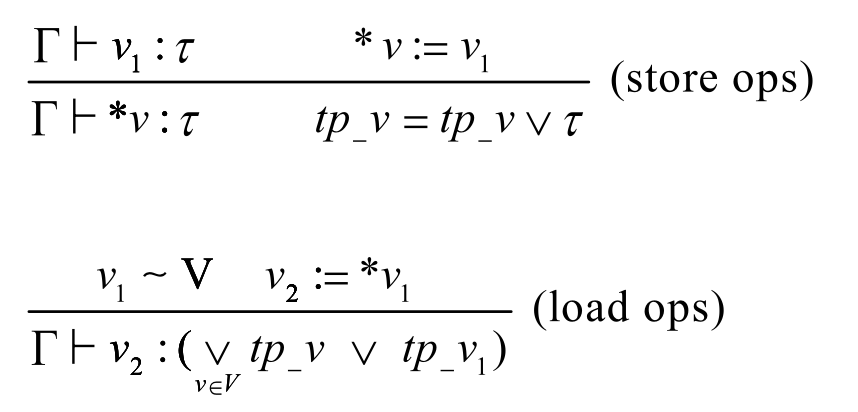 Γ ⊢ v₁ : τ * v := v₁
(store ops)
Γ ⊢ *v : τ tp_v = tp_v ∨ τ
v₁ ~ V v₂ := *v₁
(load ops)
Γ ⊢ v₂ : ( ∨ tp_v ∨ tp_v₁)
v∈V